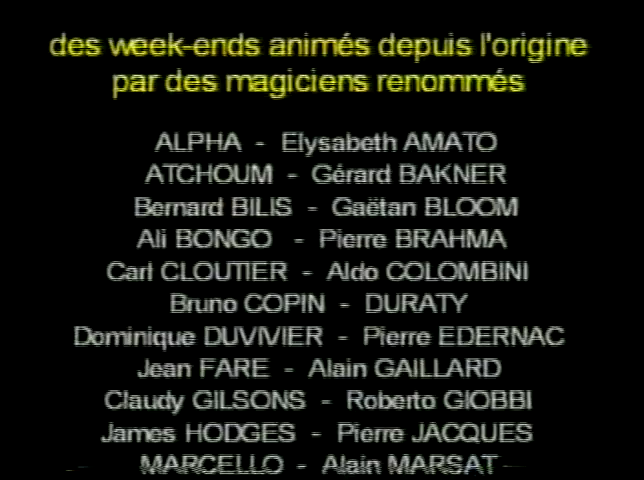 des week-ends animés depuis l'origine
par des magiciens renommés
ALPHA - Elysabeth AMATO
ATCHOUM - Gérard BAKNER
Bernard BILIS - Gaëtan BLOOM
Ali BONGO - Pierre BRAHMA
Carl CLOUTIER - Aldo COLOMBINI
Bruno COPIN - DURATY
Dominique DUVIVIER - Pierre EDERNAC
Jean FARE - Alain GAILLARD
Claudy GILSONS - Roberto GIOBBI
James HODGES - Pierre JACQUES
MARCELLO - Alain MARSAT